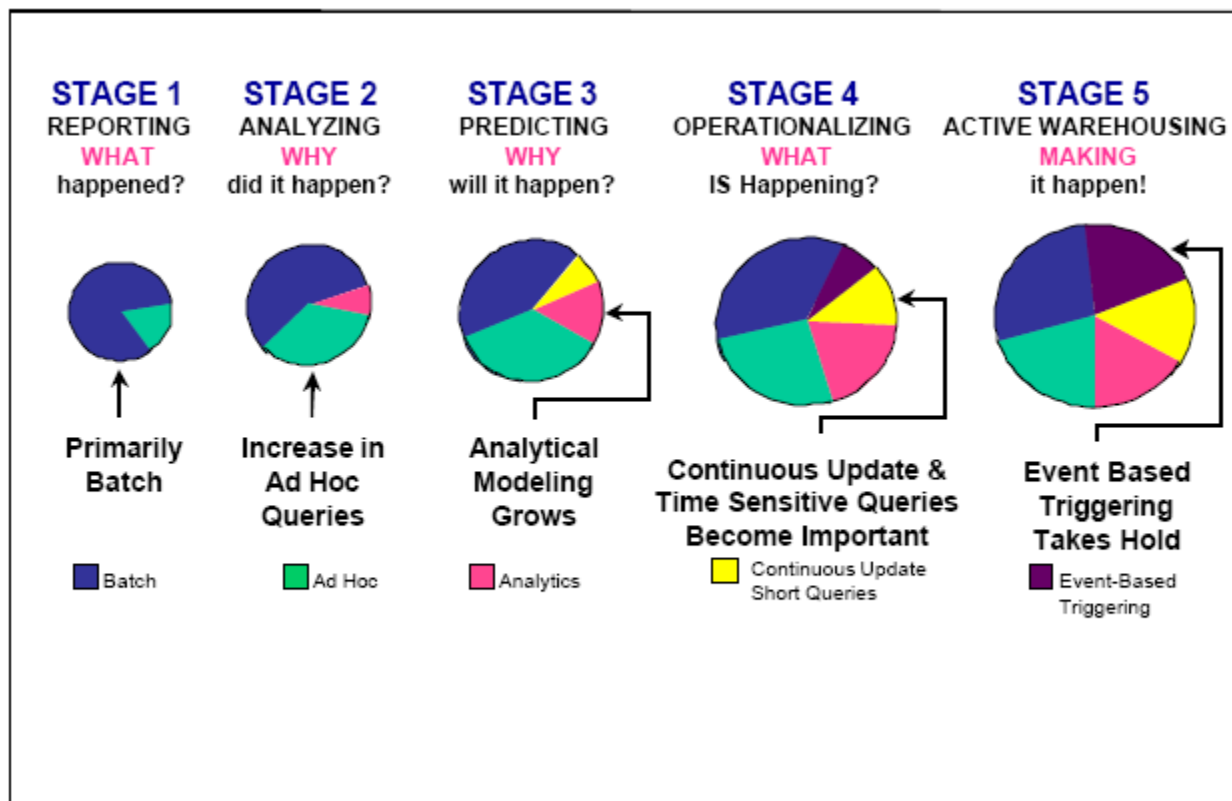 STAGE 1
REPORTING
WHAT
happened?
Primarily
Batch
STAGE 2
ANALYZING
WHY
did it happen?
Increase in
Ad Hoc
Queries
STAGE 3
PREDICTING
WHY
will it happen?
Analytical
Modeling
Grows
STAGE 4
OPERATIONALIZING
WHAT
IS Happening?
Continuous Update &
Time Sensitive Queries
Become Important
STAGE 5
ACTIVE WAREHOUSING
MAKING
it happen!
Event Based
Triggering
Takes Hold
Batch
Ad Hoc
Analytics
Continuous Update
Short Queries
Event-Based
Triggering